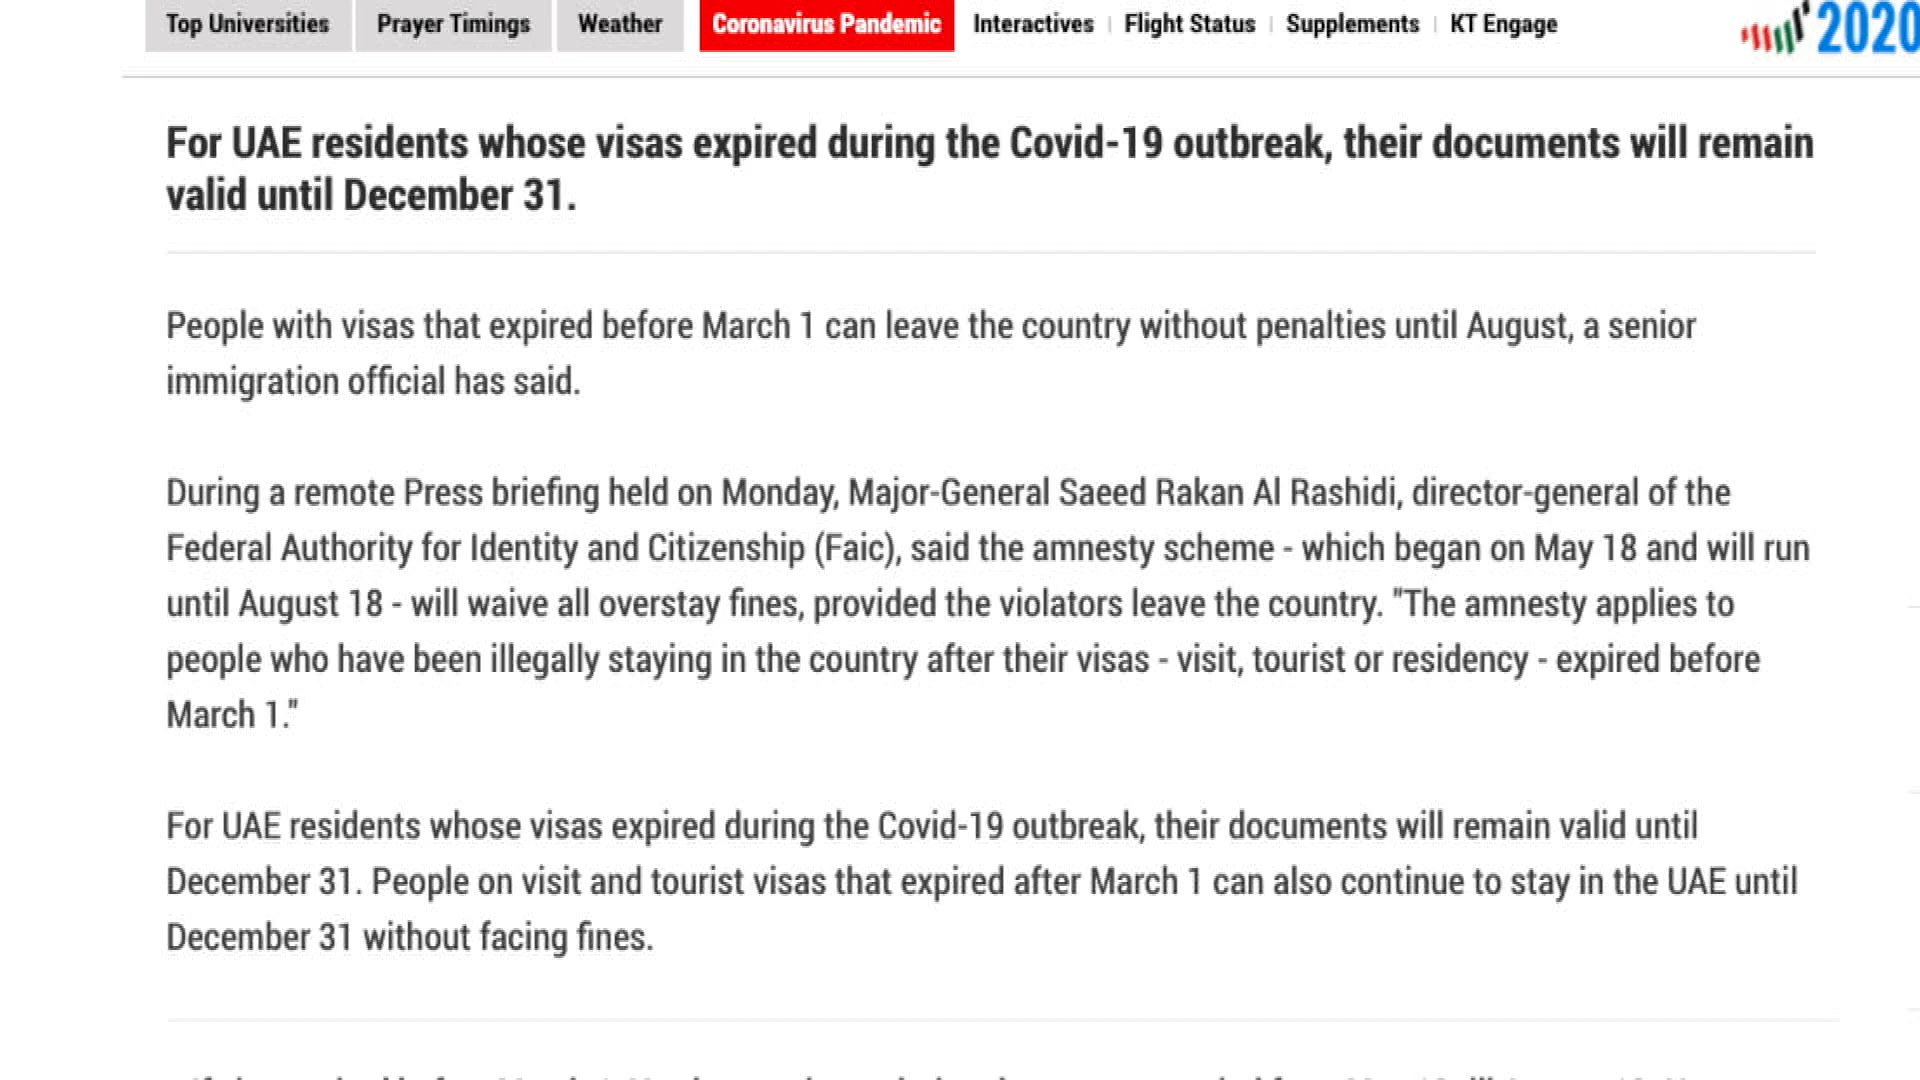 Top Universities Prayer Timings Weather Coronavirus Pandemic Interactives Flight Status Supplements KT Engage 2020
For UAE residents whose visas expired during the Covid-19 outbreak, their documents will remain
valid until December 31.
People with visas that expired before March 1 can leave the country without penalties until August, a senior
immigration official has said.
During a remote Press briefing held on Monday, Major-General Saeed Rakan Al Rashidi, director-general of the
Federal Authority for Identity and Citizenship (Faic), said the amnesty scheme - which began on May 18 and will run
until August 18 - will waive all overstay fines, provided the violators leave the country. "The amnesty applies to
people who have been illegally staying in the country after their visas - visit, tourist or residency - expired before
March 1."
For UAE residents whose visas expired during the Covid-19 outbreak, their documents will remain valid until
December 31. People on visit and tourist visas that expired after March 1 can also continue to stay in the UAE until
December 31 without facing fines.